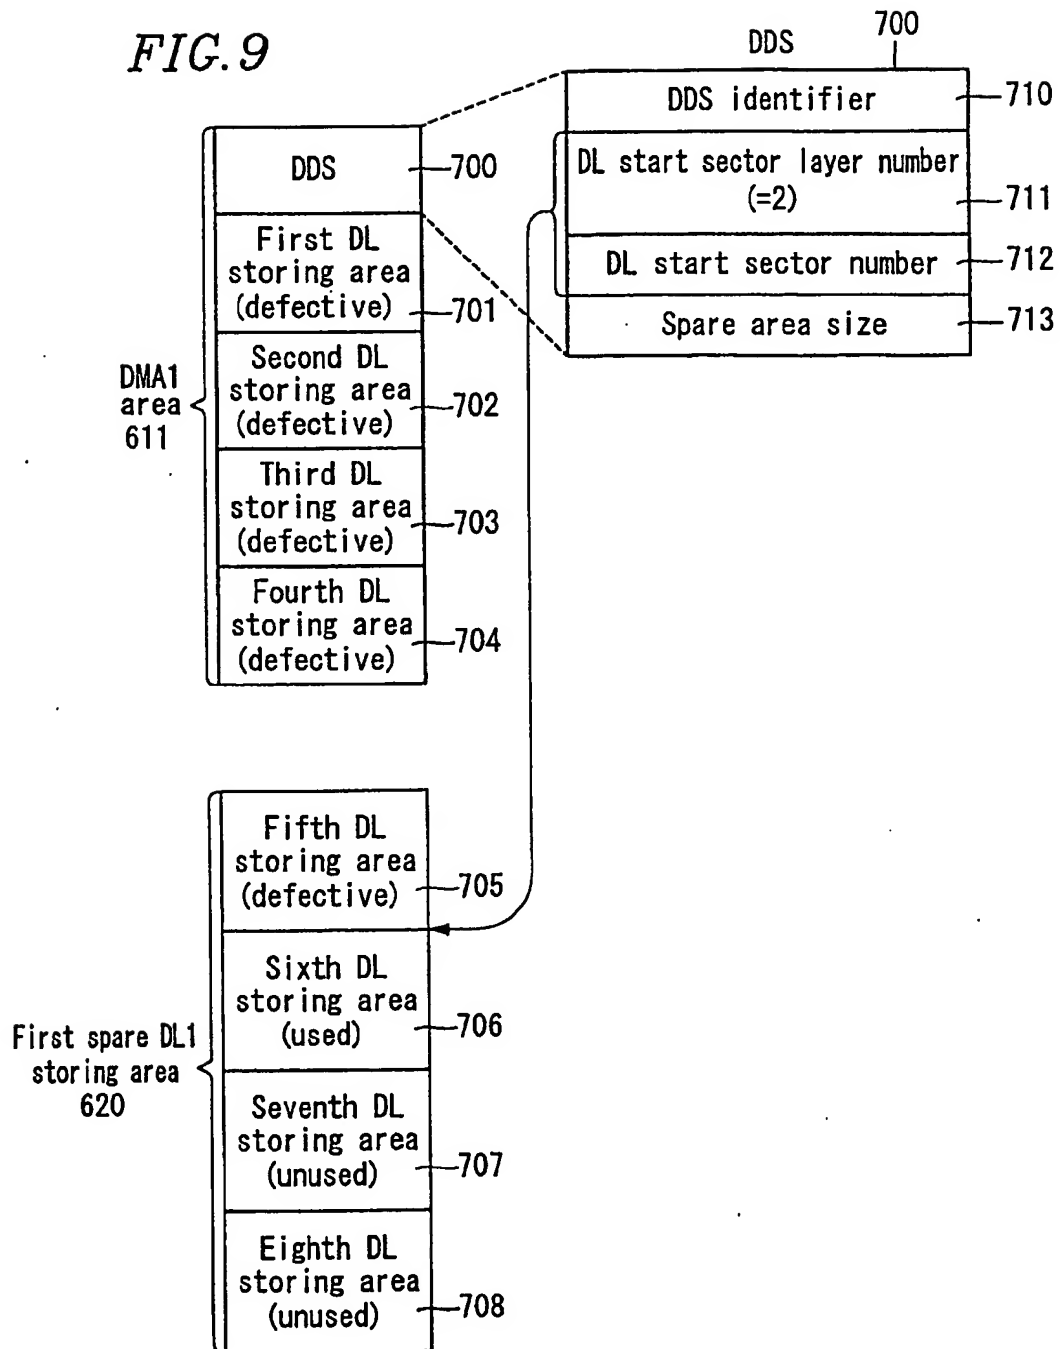 FIG. 9
DDS
700
DDS identifier
710
DL start sector layer number
(=2)
711
DL start sector number
712
Spare area size
713
DDS
700
First DL
storing area
(defective)
701
Second DL
storing area
(defective)
702
Third DL
storing area
(defective)
703
Fourth DL
storing area
(defective)
704
DMA1
area
611
Fifth DL
storing area
(defective)
705
Sixth DL
storing area
(used)
706
Seventh DL
storing area
(unused)
707
Eighth DL
storing area
(unused)
708
First spare DL1
storing area
620